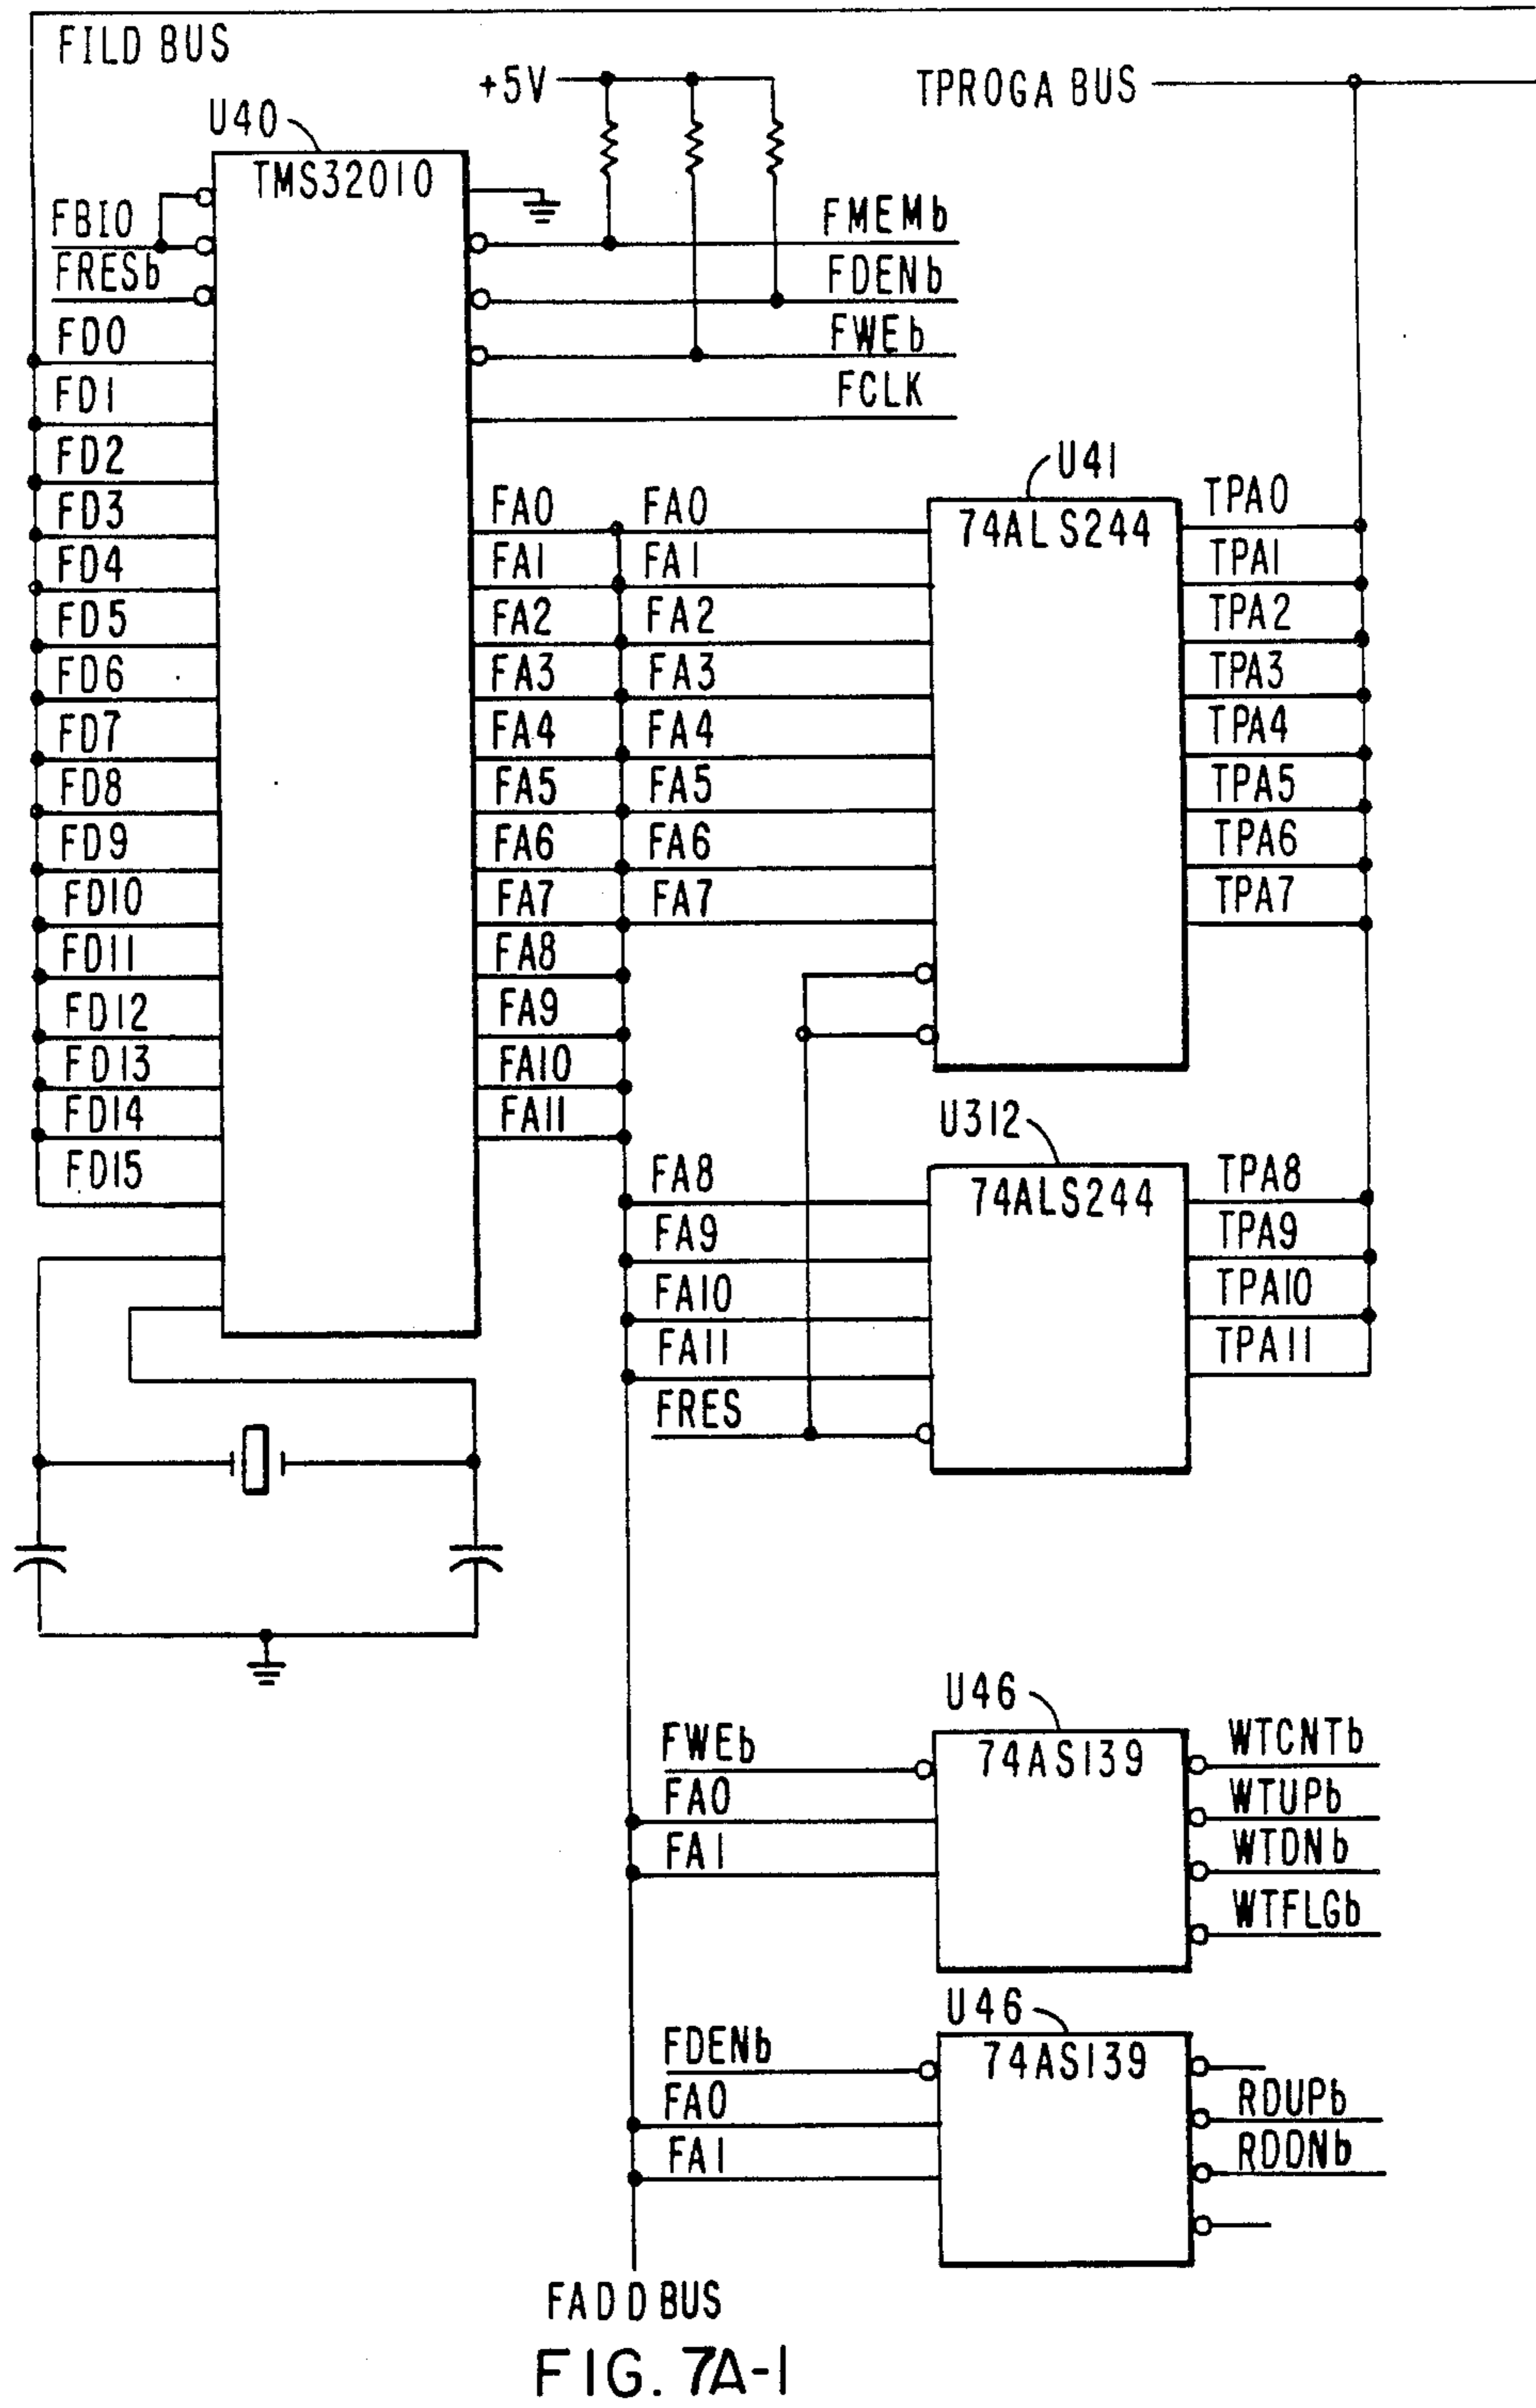 FILD BUS
+5V
TPROGA BUS
U40
TMS32010
FBIO
FRESb
FD0
FD1
FD2
FD3
FD4
FD5
FD6
FD7
FD8
FD9
FD10
FD11
FD12
FD13
FD14
FD15
FMEMb
FDENb
FWEb
FCLK
FA0
FA1
FA2
FA3
FA4
FA5
FA6
FA7
FA8
FA9
FA10
FA11
FA0
FA1
FA2
FA3
FA4
FA5
FA6
FA7
U41
74ALS244
TPA0
TPA1
TPA2
TPA3
TPA4
TPA5
TPA6
TPA7
U312
74ALS244
FA8
FA9
FA10
FA11
FRES
TPA8
TPA9
TPA10
TPA11
U46
74AS139
FWEb
FA0
FA1
WTCNTb
WTUPb
WTDNb
WTFLGb
U46
74AS139
FDENb
FA0
FA1
RDUPb
RDDNb
FADD BUS
FIG. 7A-1